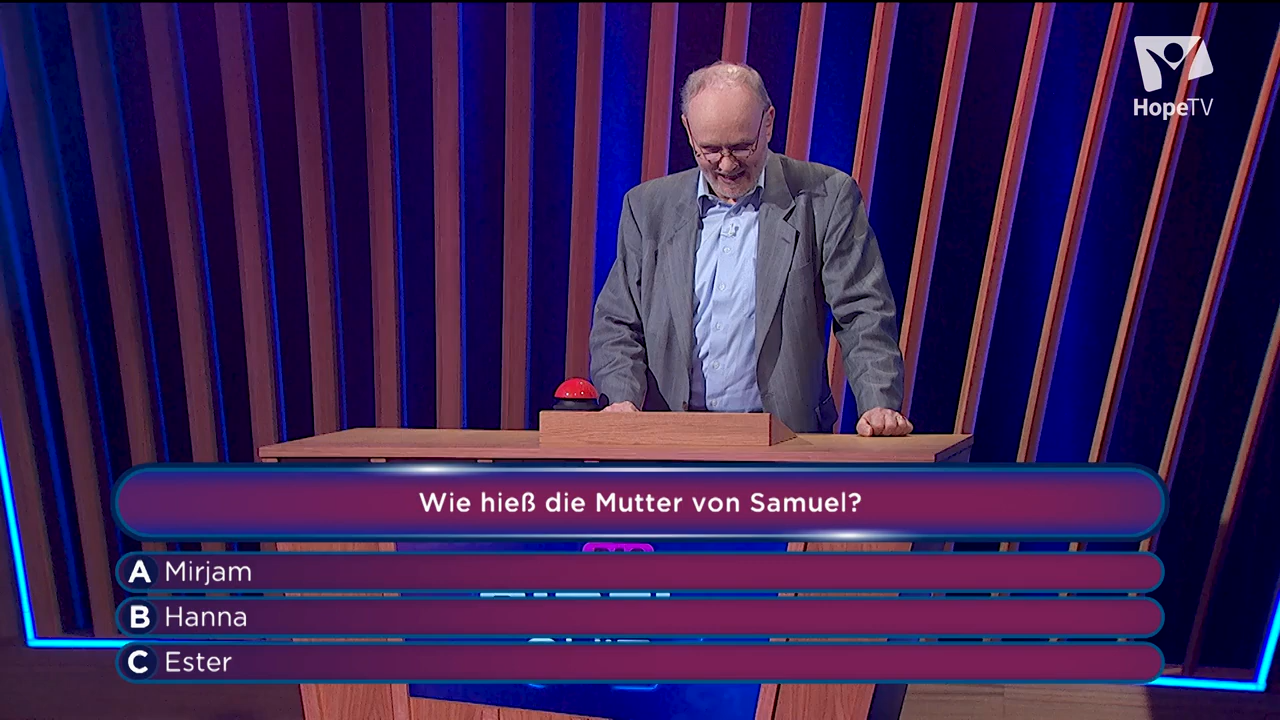 HopeTV
Wie hieß die Mutter von Samuel?
A Mirjam
B Hanna
C Ester